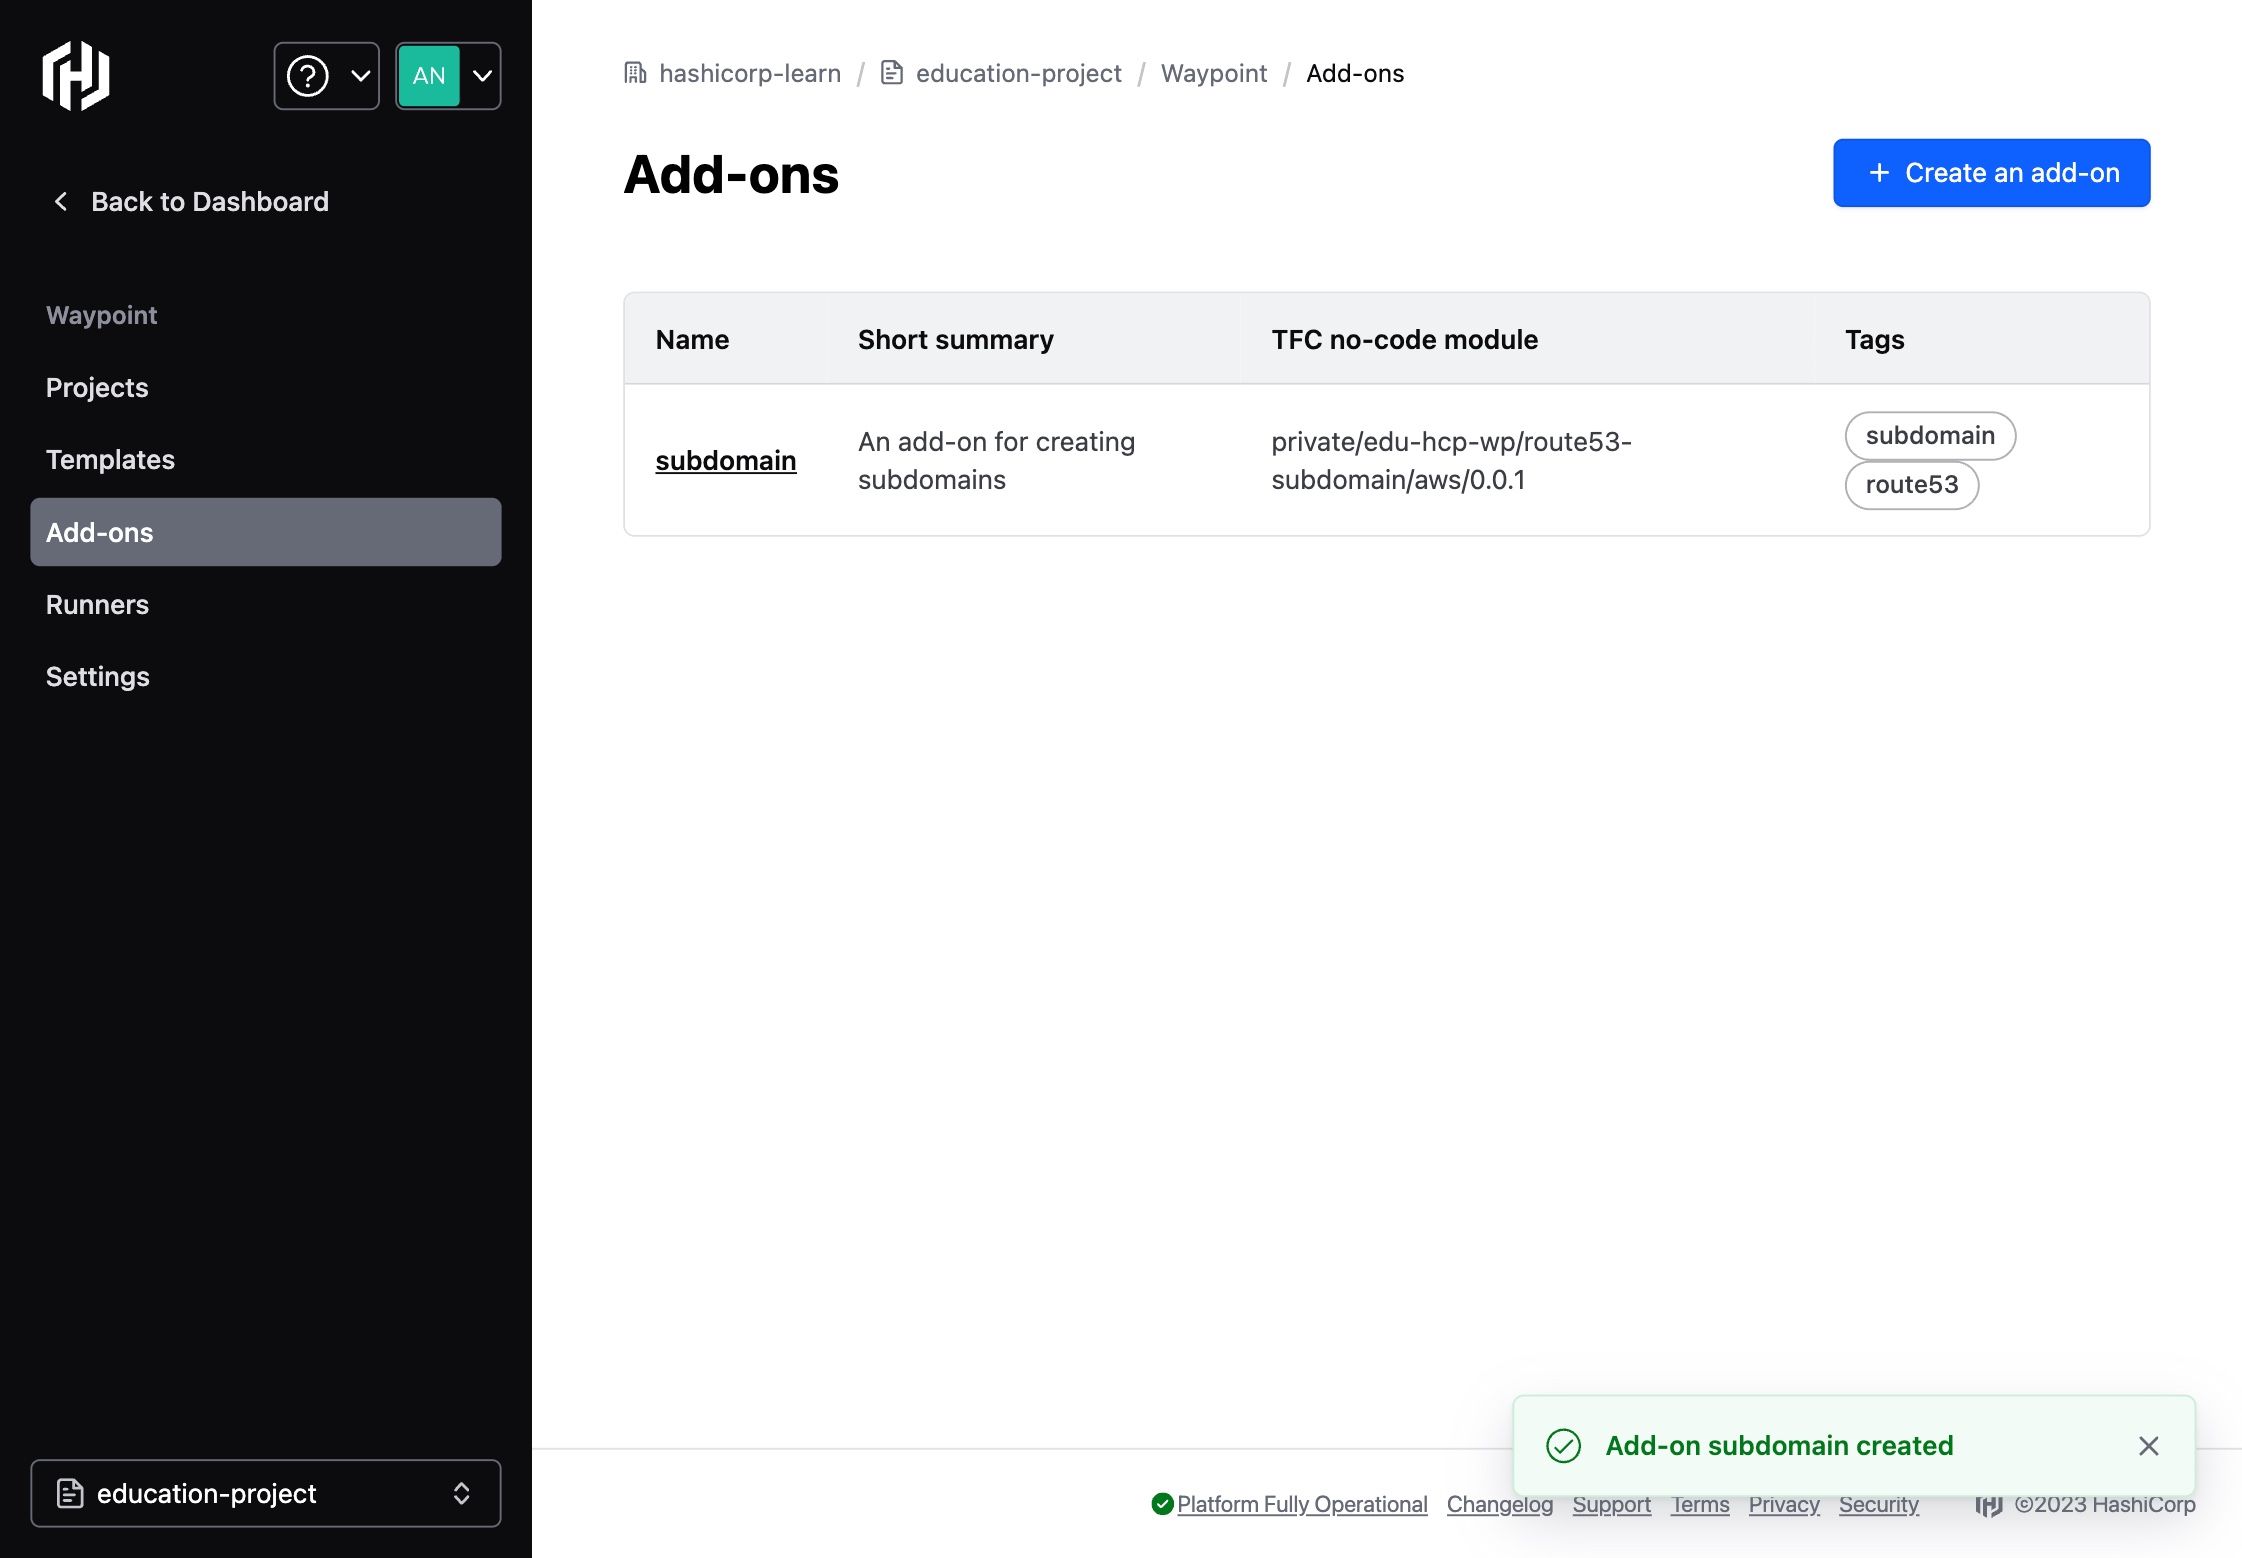 AN
Back to Dashboard
Waypoint
Projects
Templates
Add-ons
Runners
Settings
education-project
hashicorp-learn / education-project / Waypoint / Add-ons
Add-ons
+ Create an add-on
Name Short summary TFC no-code module Tags
subdomain
An add-on for creating
subdomains
private/edu-hcp-wp/route53-
subdomain/aws/0.0.1
subdomain
route53
Add-on subdomain created
Platform Fully Operational Changelog Support Terms Privacy Security ©2023 HashiCorp